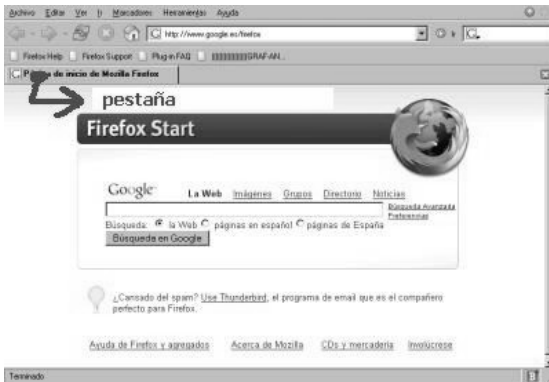 Archivo Editar Ver Ir Marcadores Herramientas Ayuda
G http://www.google.es/firefox G.
Firefox Help Firefox Support Plug-in FAQ GRAF-AN...
G Página de inicio de Mozilla Firefox
pestaña
Firefox Start
Google La Web Imágenes Grupos Directorio Noticias
Búsqueda Avanzada
Preferencias
Búsqueda: la Web páginas en español páginas de España
Búsqueda en Google
¿Cansado del spam? Use Thunderbird, el programa de email que es el compañero
perfecto para Firefox.
Ayuda de Firefox y agregados Acerca de Mozilla CDs y mercadería Involúcrese
Terminado